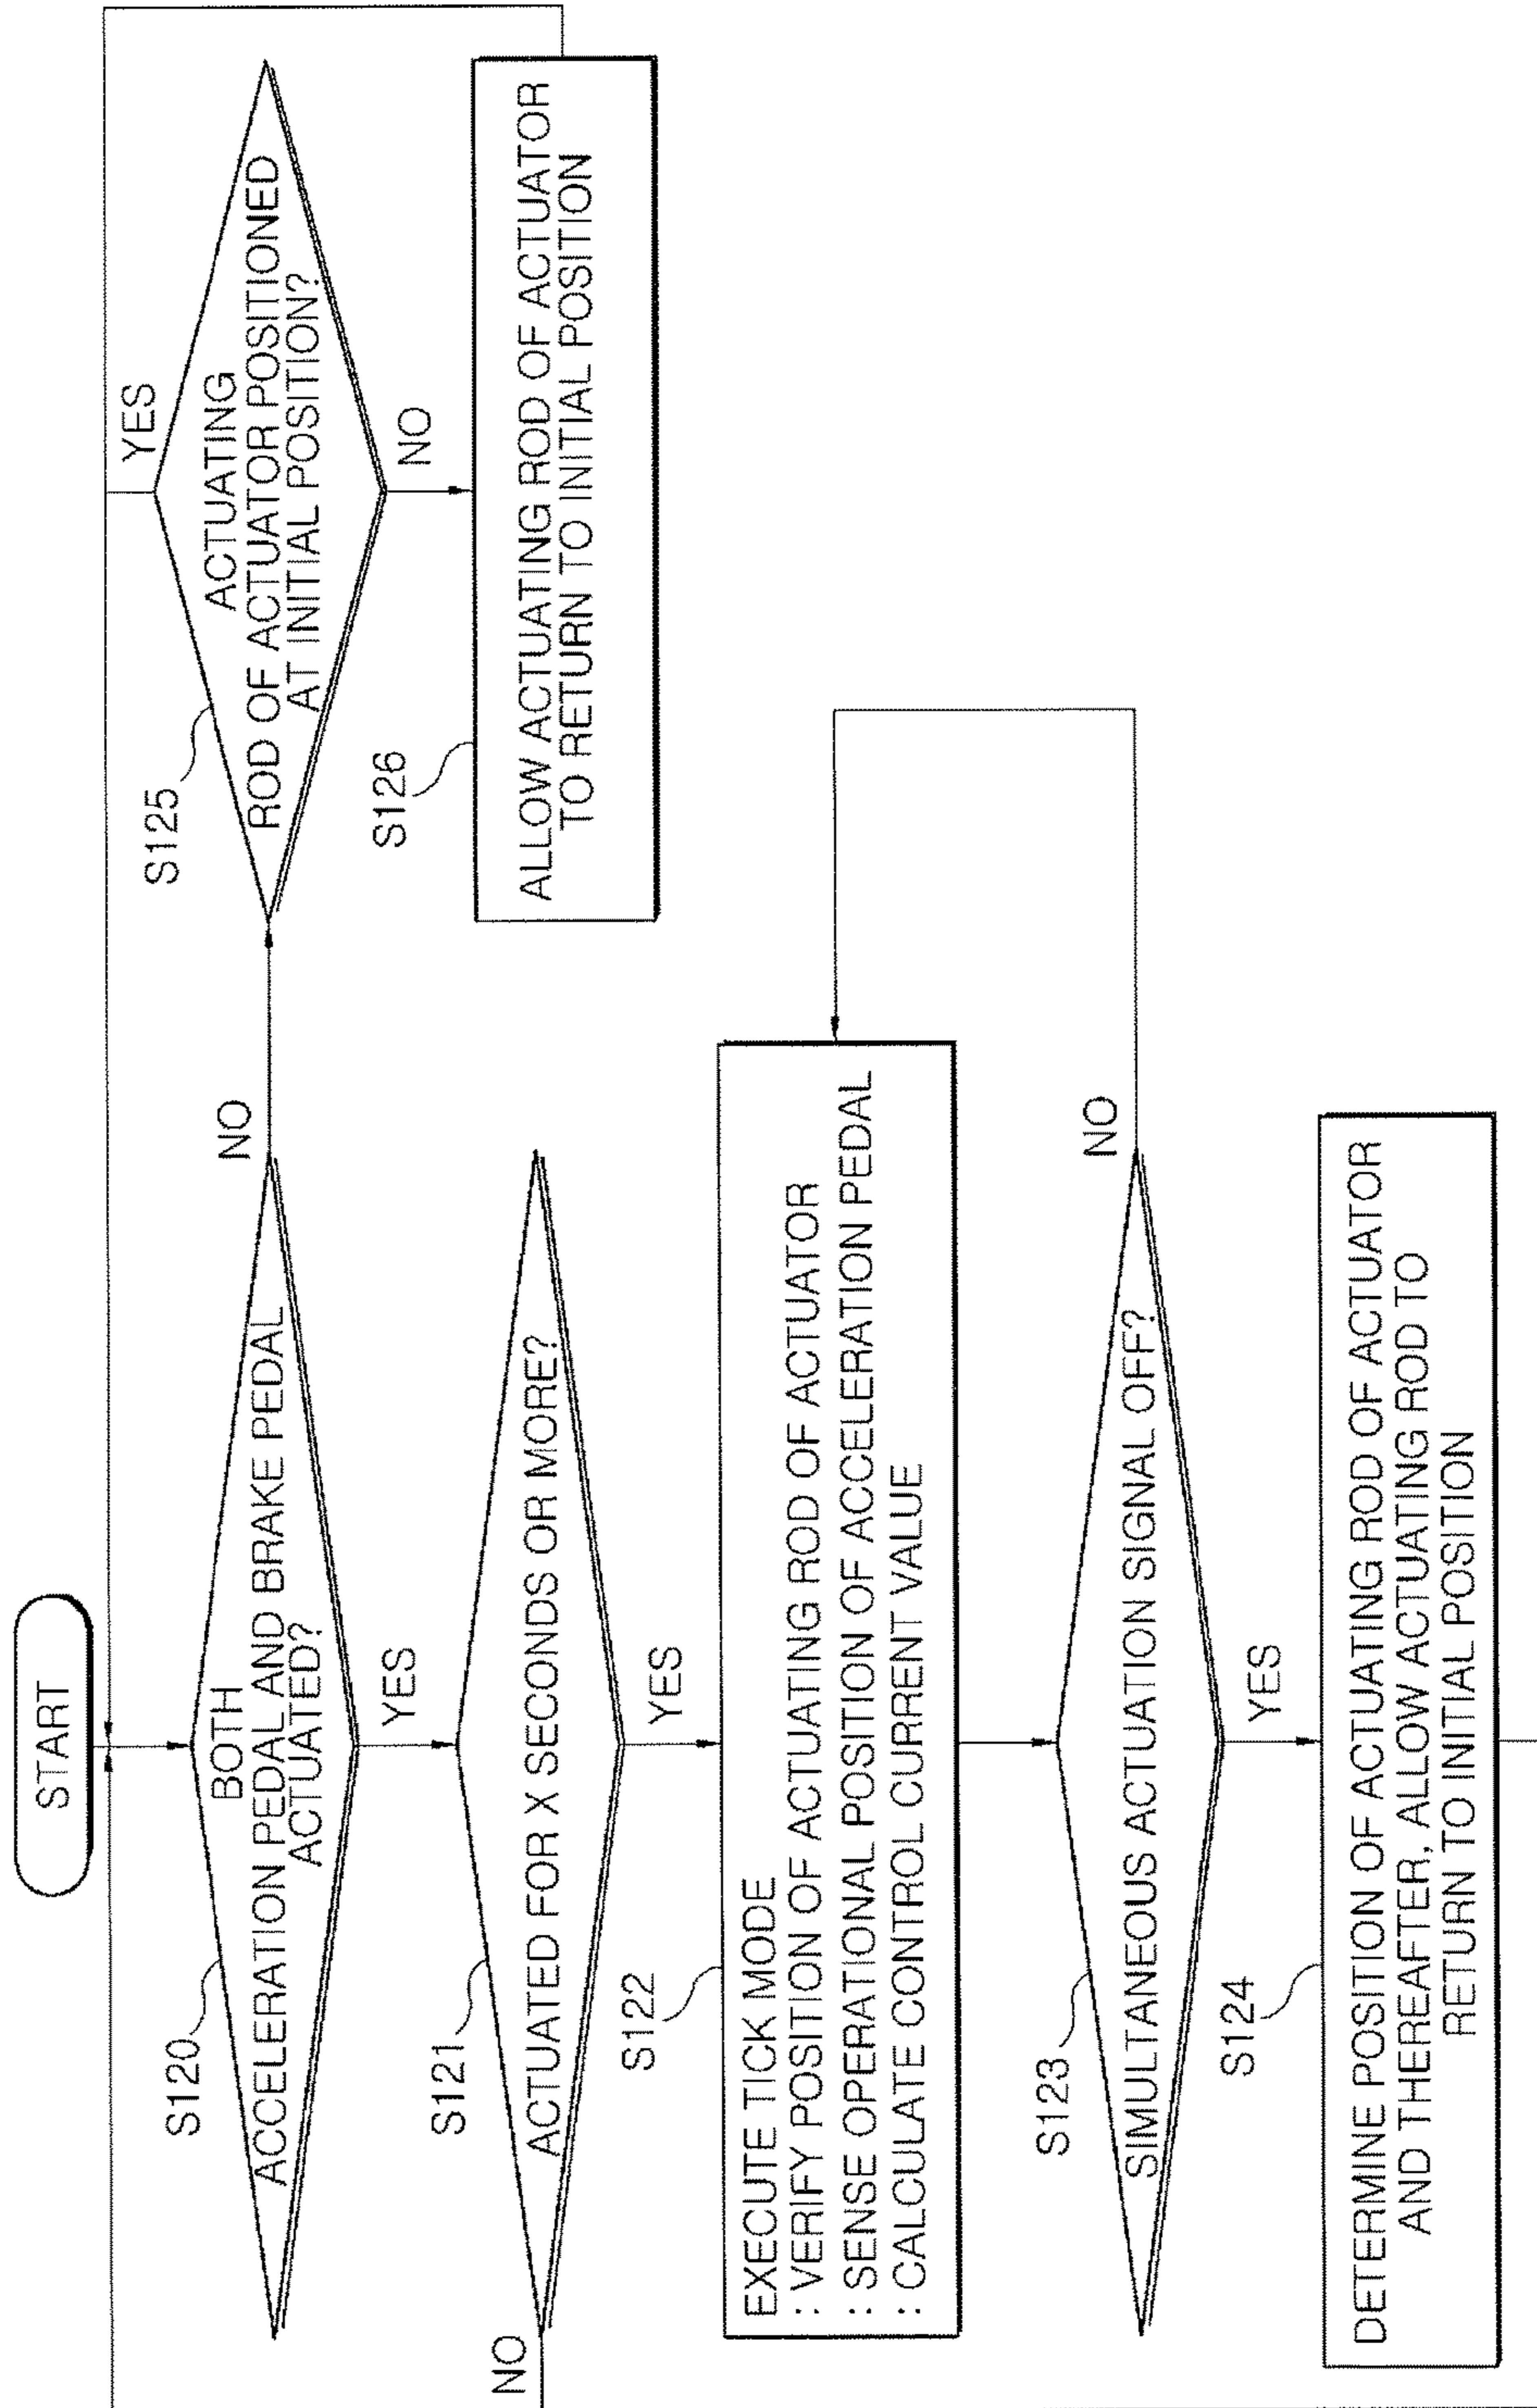 START
BOTH
ACCELERATION PEDAL AND BRAKE PEDAL
ACTUATED?
S120
NO
YES
ACTUATING
ROD OF ACTUATOR POSITIONED
AT INITIAL POSITION?
S125
YES
NO
ALLOW ACTUATING ROD OF ACTUATOR
TO RETURN TO INITIAL POSITION
S126
ACTUATED FOR X SECONDS OR MORE?
S121
NO
YES
S122
EXECUTE TICK MODE
: VERIFY POSITION OF ACTUATING ROD OF ACTUATOR
: SENSE OPERATIONAL POSITION OF ACCELERATION PEDAL
: CALCULATE CONTROL CURRENT VALUE
S123
SIMULTANEOUS ACTUATION SIGNAL OFF?
NO
YES
S124
DETERMINE POSITION OF ACTUATING ROD OF ACTUATOR
AND THEREAFTER, ALLOW ACTUATING ROD TO
RETURN TO INITIAL POSITION